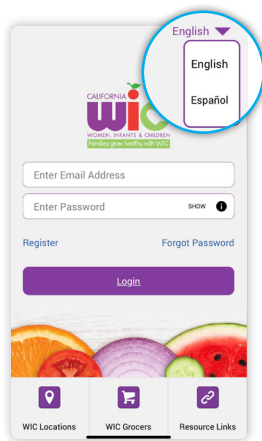 English
English
Español
CALIFORNIA
WIC
WOMEN, INFANTS & CHILDREN
Families grow healthy with WIC
Enter Email Address
Enter Password SHOW
Register Forgot Password
Login
WIC Locations WIC Grocers Resource Links